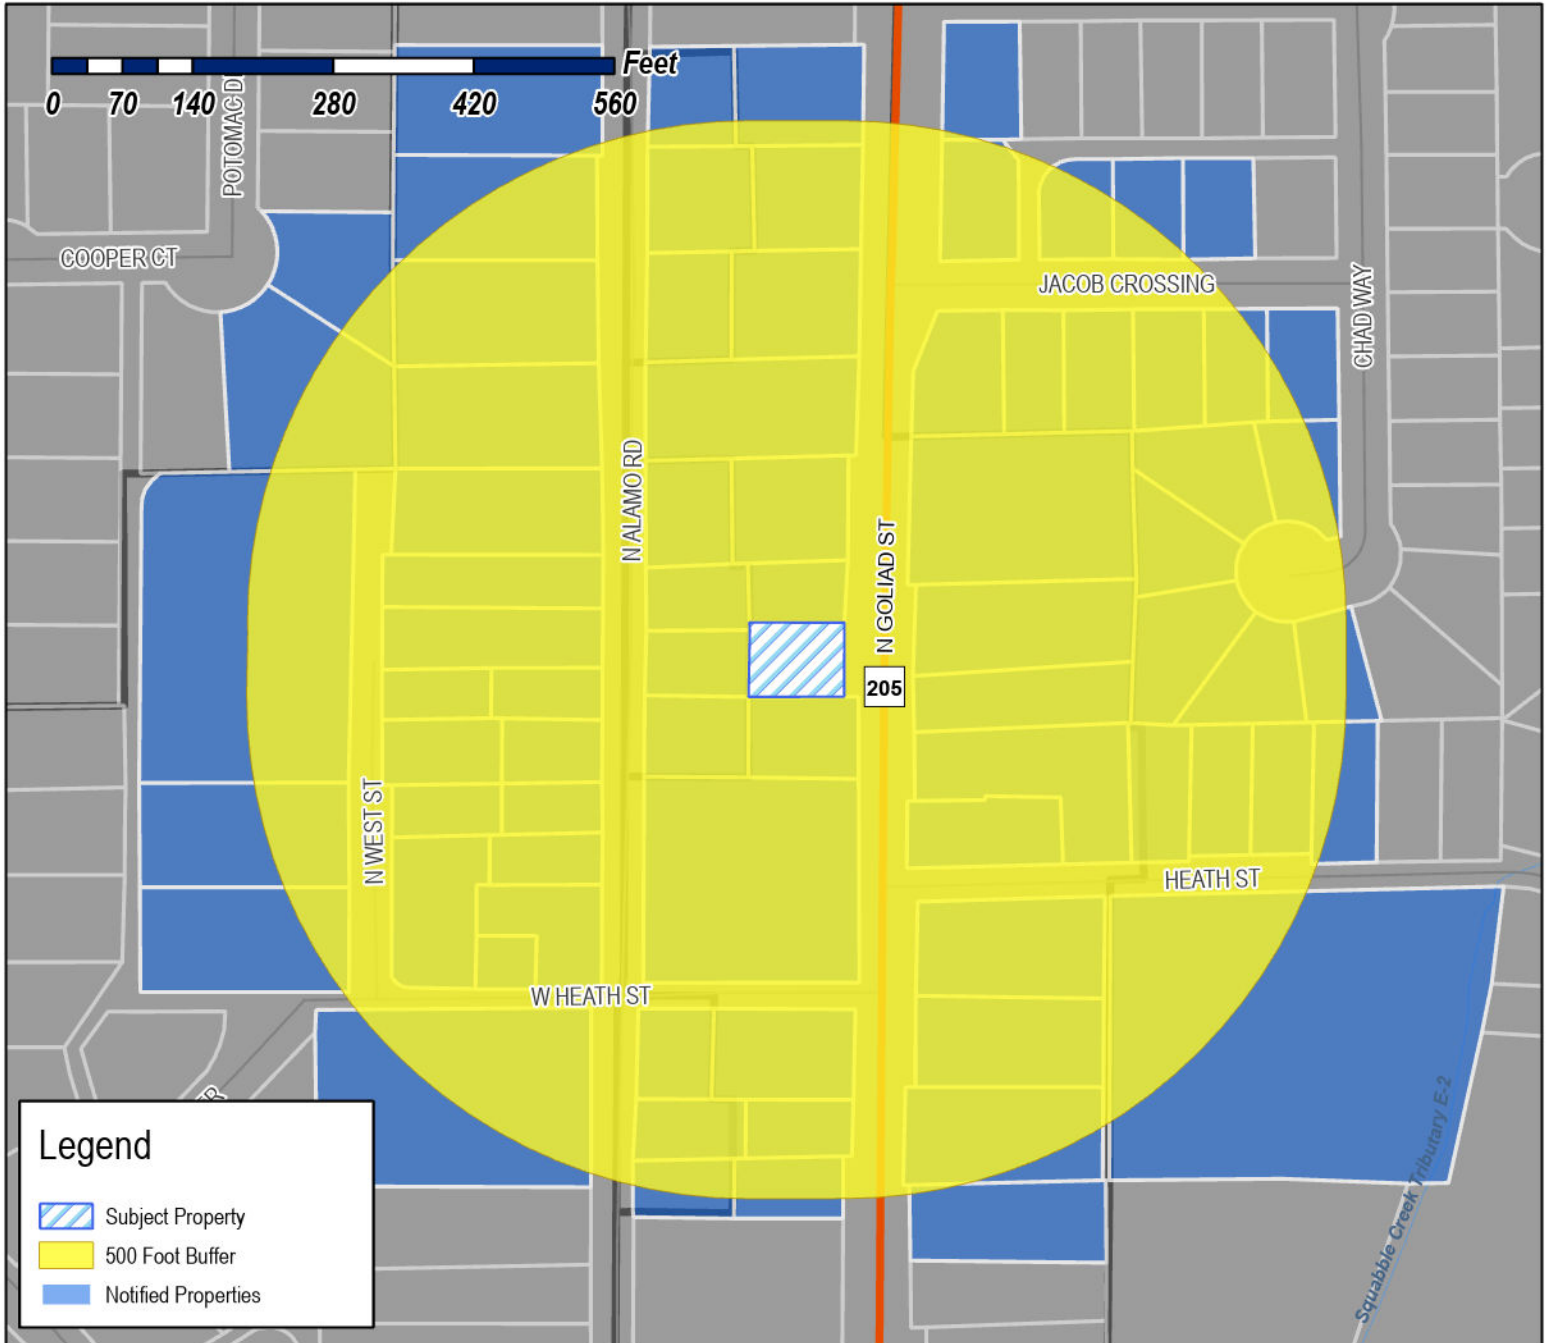 Feet
0 70 140 280 420 560
POTOMAC D
COOPER CT
JACOB CROSSING
CHAD WAY
N ALAMO RD
N GOLIAD ST
205
N WEST ST
HEATH ST
W HEATH ST
ER
Squabble Creek Tributary E-2
Legend
Subject Property
500 Foot Buffer
Notified Properties